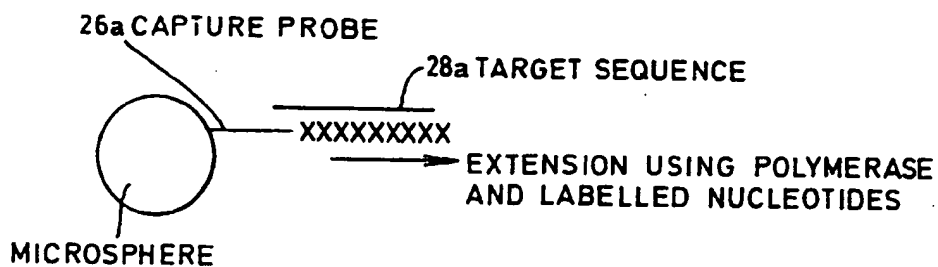 26a CAPTURE PROBE
28a TARGET SEQUENCE
XXXXXXXXX
EXTENSION USING POLYMERASE
AND LABELLED NUCLEOTIDES
MICROSPHERE